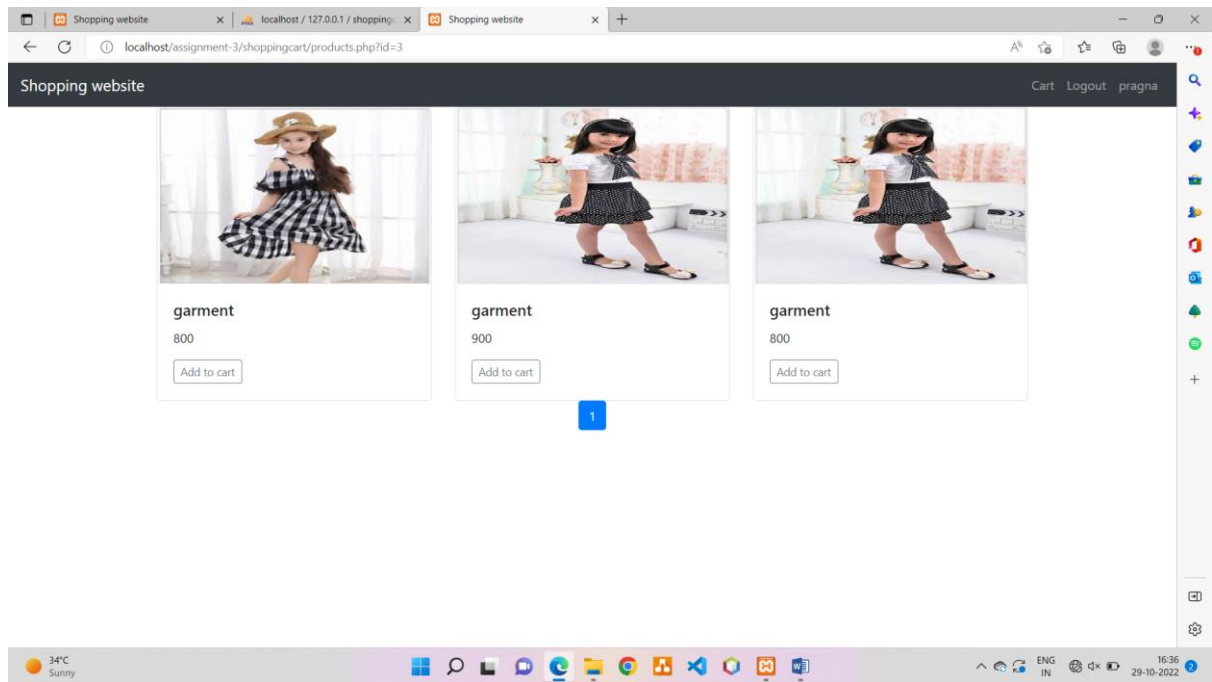 Shopping website
localhost / 127.0.0.1 / shopping
Shopping website
localhost/assignment-3/shoppingcart/products.php?id=3
Shopping website
Cart Logout pragna
garment
garment
garment
800
900
800
Add to cart
Add to cart
Add to cart
1
34°C
Sunny
ENG
IN
16:36
29-10-2022
2